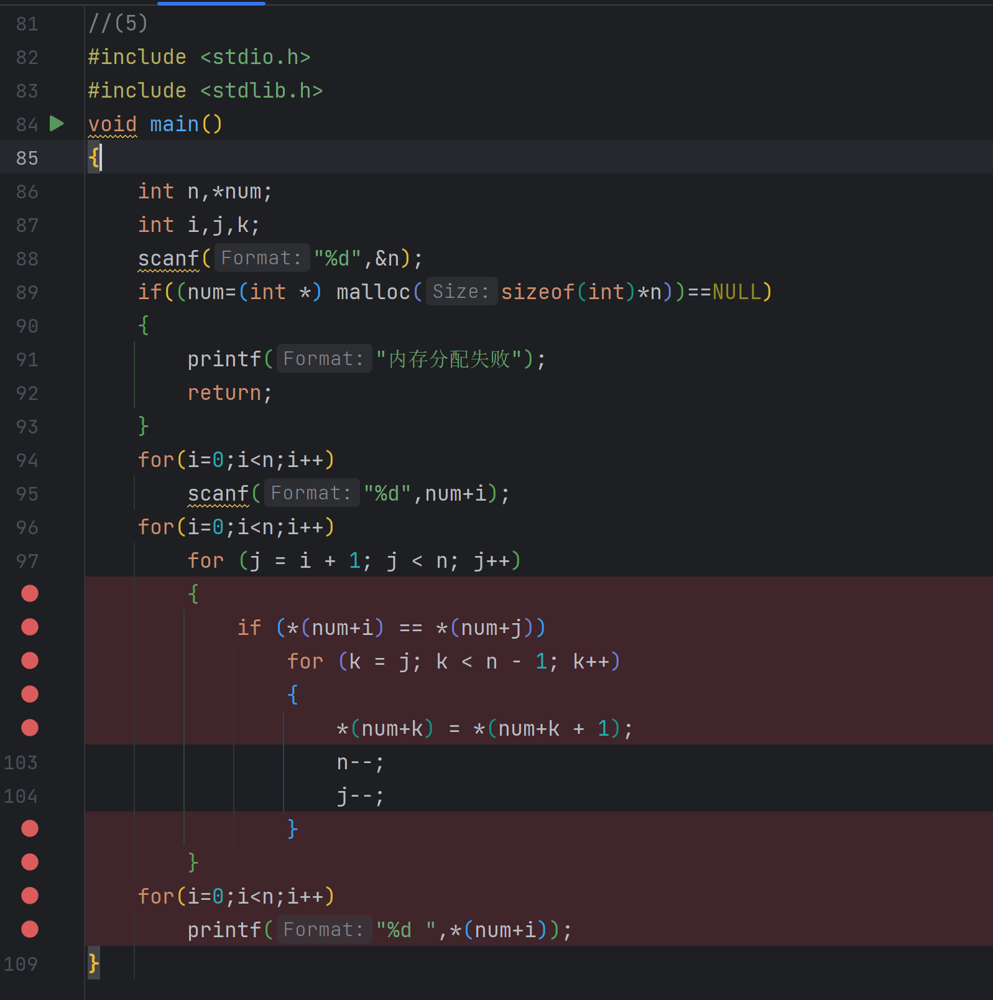 81 //(5)
82 #include <stdio.h>
83 #include <stdlib.h>
84 void main()
85 {
86     int n,*num;
87     int i,j,k;
88     scanf( Format: "%d",&n);
89     if((num=(int *) malloc( Size: sizeof(int)*n))==NULL)
90     {
91         printf( Format: "内存分配失败");
92         return;
93     }
94     for(i=0;i<n;i++)
95         scanf( Format: "%d",num+i);
96     for(i=0;i<n;i++)
97         for (j = i + 1; j < n; j++)
        {
            if (*(num+i) == *(num+j))
                for (k = j; k < n - 1; k++)
                {
                    *(num+k) = *(num+k + 1);
103                    n--;
104                    j--;
                }
        }
    for(i=0;i<n;i++)
        printf( Format: "%d ",*(num+i));
109 }